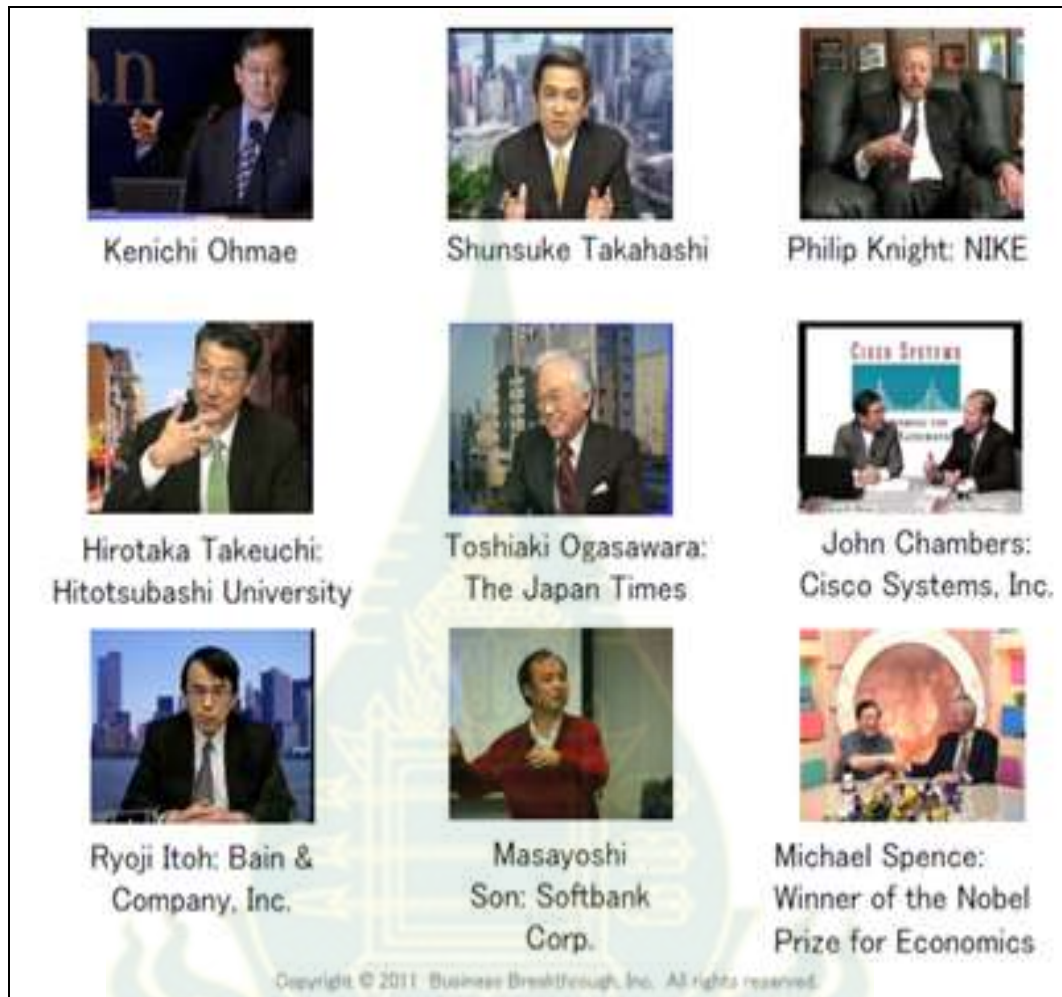 an
Kenichi Ohmae
Shunsuke Takahashi
Philip Knight: NIKE
CISCO SYSTEMS
Hirotaka Takeuchi:
Hitotsubashi University
Toshiaki Ogasawara:
The Japan Times
John Chambers:
Cisco Systems, Inc.
Ryoji Itoh: Bain &
Company, Inc.
Masayoshi
Son: Softbank
Corp.
Michael Spence:
Winner of the Nobel
Prize for Economics
Copyright © 2011 Business Breakthrough, Inc. All rights reserved.